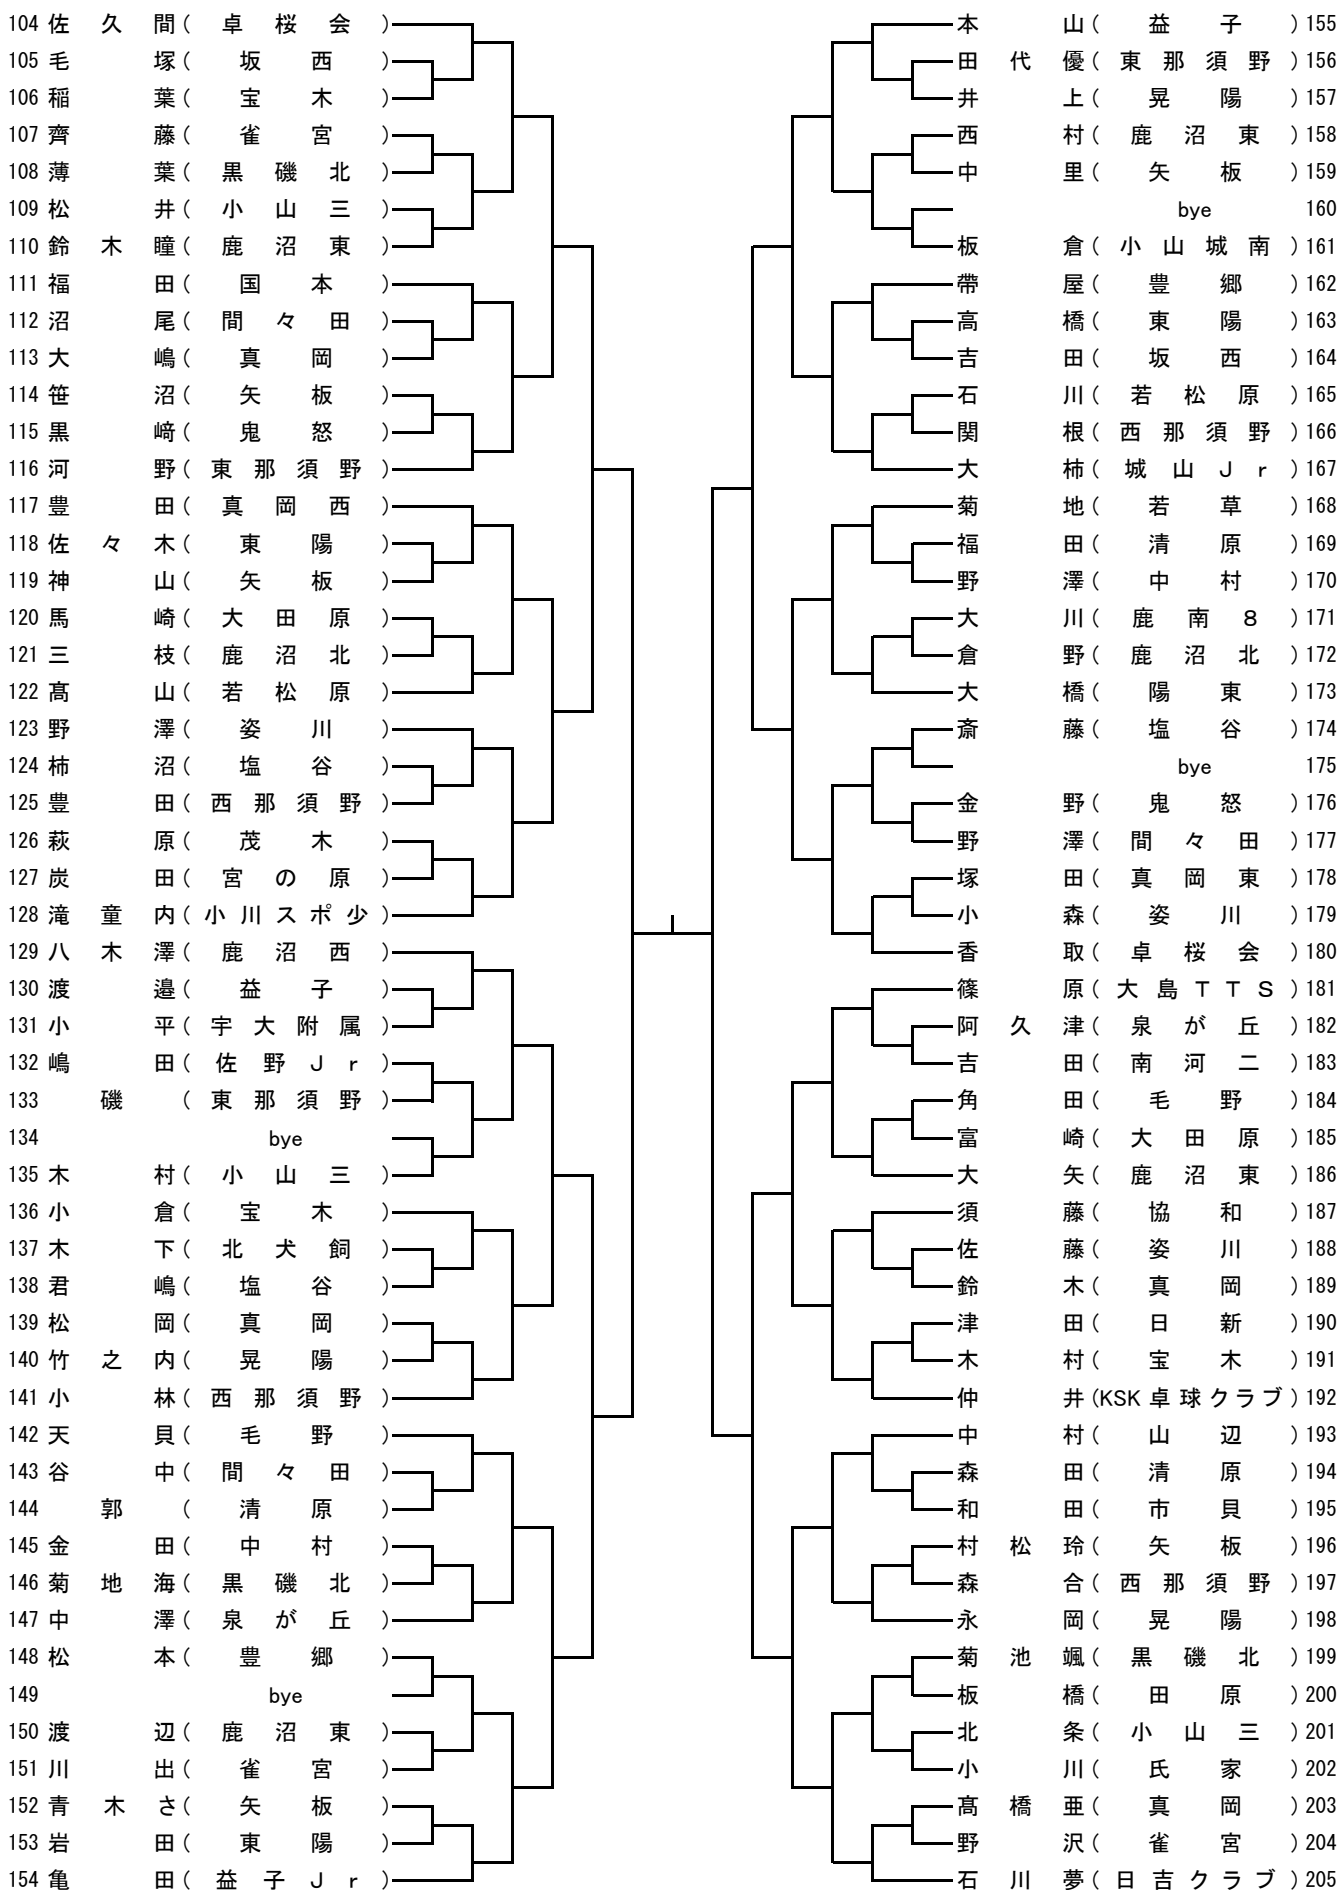 104 佐久間(卓桜会)
105 毛塚(坂西)
106 稲葉(宝木)
107 齊藤(雀宮)
108 薄葉(黒磯北)
109 松井(小山三)
110 鈴木瞳(鹿沼東)
111 福田(国本)
112 沼尾(間々田)
113 大嶋(真岡)
114 笹沼(矢板)
115 黒﨑(鬼怒)
116 河野(東那須野)
117 豊田(真岡西)
118 佐々木(東陽)
119 神山(矢板)
120 馬崎(大田原)
121 三枝(鹿沼北)
122 髙山(若松原)
123 野澤(姿川)
124 柿沼(塩谷)
125 豊田(西那須野)
126 萩原(茂木)
127 炭田(宮の原)
128 滝童内(小川スポ少)
129 八木澤(鹿沼西)
130 渡邉(益子)
131 小平(宇大附属)
132 嶋田(佐野Jr)
133 磯(東那須野)
134 bye
135 木村(小山三)
136 小倉(宝木)
137 木下(北犬飼)
138 君嶋(塩谷)
139 松岡(真岡)
140 竹之内(晃陽)
141 小林(西那須野)
142 天貝(毛野)
143 谷中(間々田)
144 郭(清原)
145 金田(中村)
146 菊地海(黒磯北)
147 中澤(泉が丘)
148 松本(豊郷)
149 bye
150 渡辺(鹿沼東)
151 川出(雀宮)
152 青木さ(矢板)
153 岩田(東陽)
154 亀田(益子Jr)
本山(益子)155
田代優(東那須野)156
井上(晃陽)157
西村(鹿沼東)158
中里(矢板)159
bye 160
板倉(小山城南)161
帶屋(豊郷)162
高橋(東陽)163
吉田(坂西)164
石川(若松原)165
関根(西那須野)166
大柿(城山Jr)167
菊地(若草)168
福田(清原)169
野澤(中村)170
大川(鹿南8)171
倉野(鹿沼北)172
大橋(陽東)173
斎藤(塩谷)174
bye 175
金野(鬼怒)176
野澤(間々田)177
塚田(真岡東)178
小森(姿川)179
香取(卓桜会)180
篠原(大島TTS)181
阿久津(泉が丘)182
吉田(南河二)183
角田(毛野)184
富崎(大田原)185
大矢(鹿沼東)186
須藤(協和)187
佐藤(姿川)188
鈴木(真岡)189
津田(日新)190
木村(宝木)191
仲井(KSK卓球クラブ)192
中村(山辺)193
森田(清原)194
和田(市貝)195
村松玲(矢板)196
森合(西那須野)197
永岡(晃陽)198
菊池颯(黒磯北)199
板橋(田原)200
北条(小山三)201
小川(氏家)202
髙橋亜(真岡)203
野沢(雀宮)204
石川夢(日吉クラブ)205